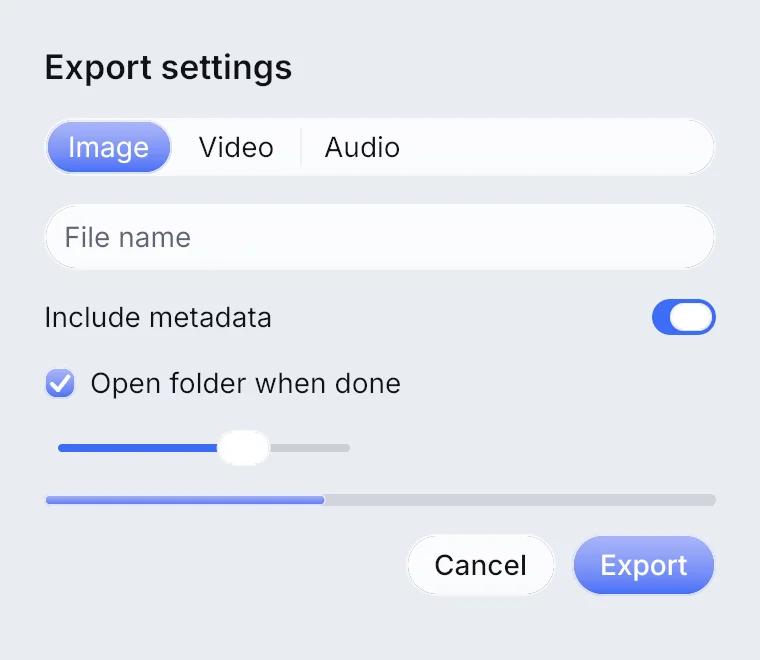 Export settings
Image Video Audio
File name
Include metadata
Open folder when done
Cancel Export